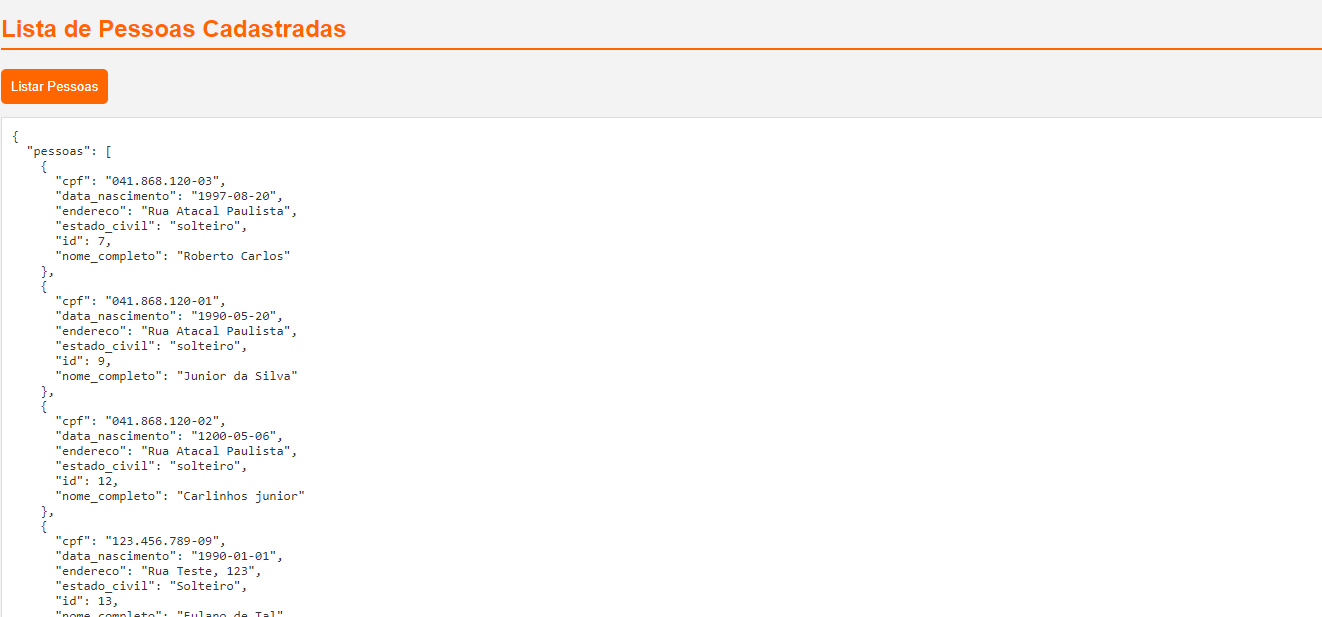 Lista de Pessoas Cadastradas
Listar Pessoas
{
"pessoas": [
{
"cpf": "041.868.120-03",
"data_nascimento": "1997-08-20",
"endereco": "Rua Atacal Paulista",
"estado_civil": "solteiro",
"id": 7,
"nome_completo": "Roberto Carlos"
},
{
"cpf": "041.868.120-01",
"data_nascimento": "1990-05-20",
"endereco": "Rua Atacal Paulista",
"estado_civil": "solteiro",
"id": 9,
"nome_completo": "Junior da Silva"
},
{
"cpf": "041.868.120-02",
"data_nascimento": "1200-05-06",
"endereco": "Rua Atacal Paulista",
"estado_civil": "solteiro",
"id": 12,
"nome_completo": "Carlinhos junior"
},
{
"cpf": "123.456.789-09",
"data_nascimento": "1990-01-01",
"endereco": "Rua Teste, 123",
"estado_civil": "Solteiro",
"id": 13,
"nome_completo": "Fulano de Tal"